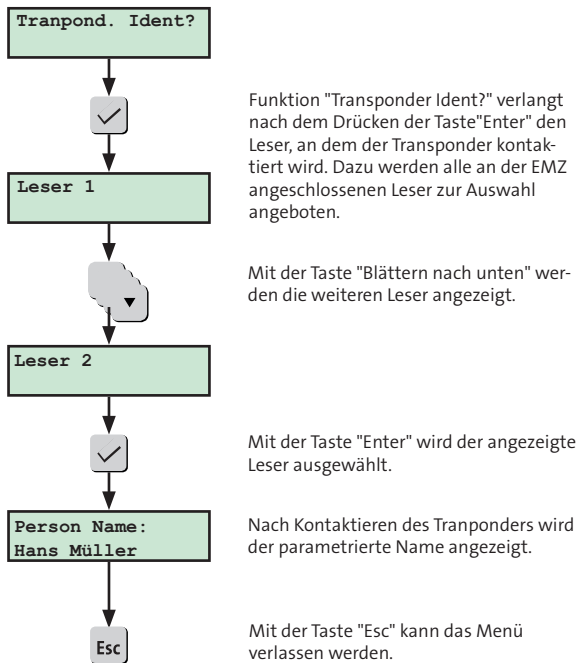 Tranpond. Ident?
Funktion "Transponder Ident?" verlangt
nach dem Drücken der Taste"Enter" den
Leser, an dem der Transponder kontak-
tiert wird. Dazu werden alle an der EMZ
angeschlossenen Leser zur Auswahl
angeboten.
Leser 1
Mit der Taste "Blättern nach unten" wer-
den die weiteren Leser angezeigt.
Leser 2
Mit der Taste "Enter" wird der angezeigte
Leser ausgewählt.
Person Name:
Hans Müller
Nach Kontaktieren des Tranponders wird
der parametrierte Name angezeigt.
Esc
Mit der Taste "Esc" kann das Menü
verlassen werden.